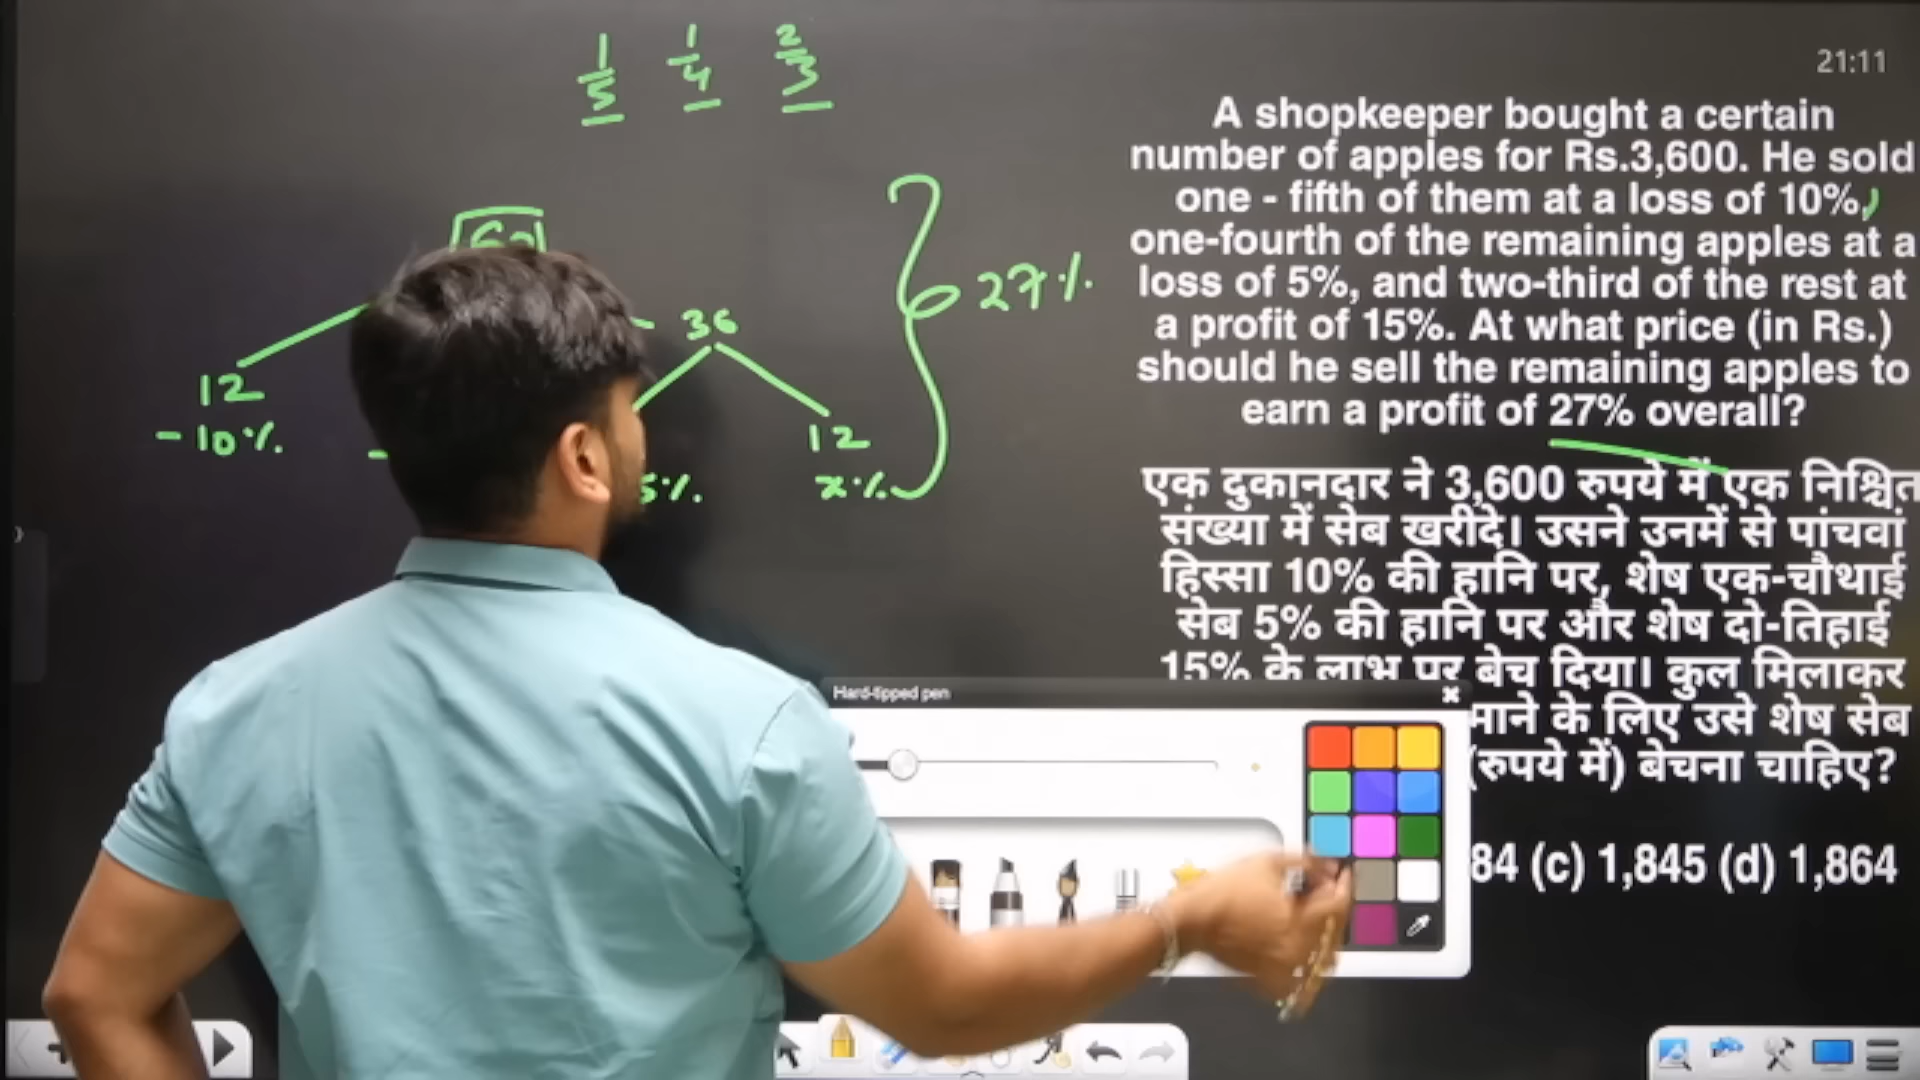 1/5 1/4 2/3
21:11
A shopkeeper bought a certain
number of apples for Rs.3,600. He sold
one - fifth of them at a loss of 10%,
one-fourth of the remaining apples at a
loss of 5%, and two-third of the rest at
a profit of 15%. At what price (in Rs.)
should he sell the remaining apples to
earn a profit of 27% overall?
36
27%
12
-10%
12
5%
x%
एक दुकानदार ने 3,600 रुपये में एक निश्चित
संख्या में सेब खरीदे। उसने उनमें से पांचवां
हिस्सा 10% की हानि पर, शेष एक-चौथाई
सेब 5% की हानि पर और शेष दो-तिहाई
15% के लाभ पर बेच दिया। कुल मिलाकर
माने के लिए उसे शेष सेब
(रुपये में) बेचना चाहिए?
84 (c) 1,845 (d) 1,864
Hard-tipped pen